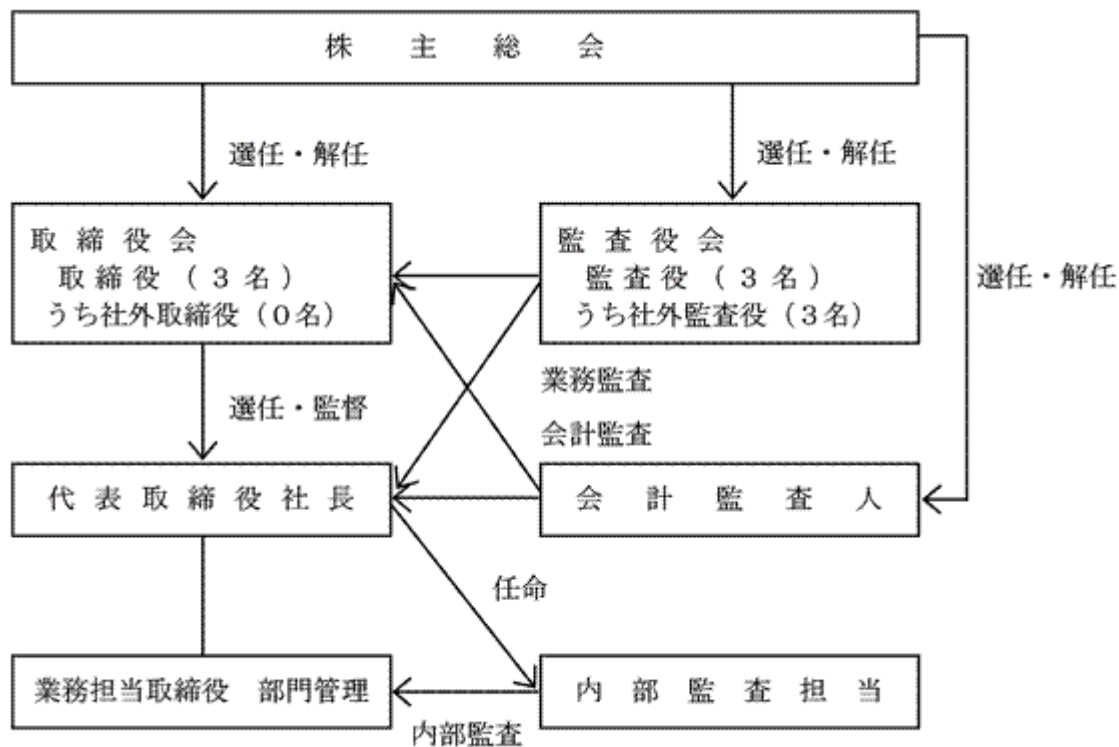 株主総会
選任・解任
選任・解任
取締役会
取締役(3名)
うち社外取締役(0名)
監査役会
監査役(3名)
うち社外監査役(3名)
選任・解任
業務監査
選任・監督
会計監査
代表取締役社長
会計監査人
任命
業務担当取締役 部門管理
内部監査担当
内部監査